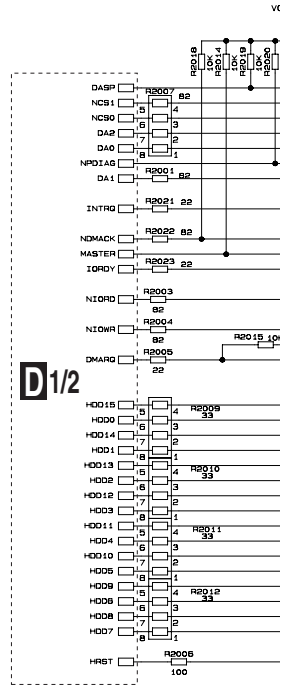 VC
R2018 10K R2014 10K R2019 10K R2020
DASP
R2007
NCS1 82
5 4
NCS0
6 3
DA2
7 2
DA0
8 1
NPDIAG
R2001
DA1 82
R2021 22
INTRQ
R2022 82
NDMACK
MASTER
R2023 22
IORDY
R2003
NIORD
82
R2004
NIOWR
82
R2015 10K
R2005
DMARQ
22
D 1/2
HDD15
5 4 R2009
HDD0 33
6 3
HDD14
7 2
HDD1
8 1
HDD13
5 4 R2010
HDD2 33
6 3
HDD12
7 2
HDD3
8 1
HDD11
5 4 R2011
HDD4 33
6 3
HDD10
7 2
HDD5
8 1
HDD9
5 4 R2012
HDD6 33
6 3
HDD8
7 2
HDD7
8 1
R2006
HRST
100